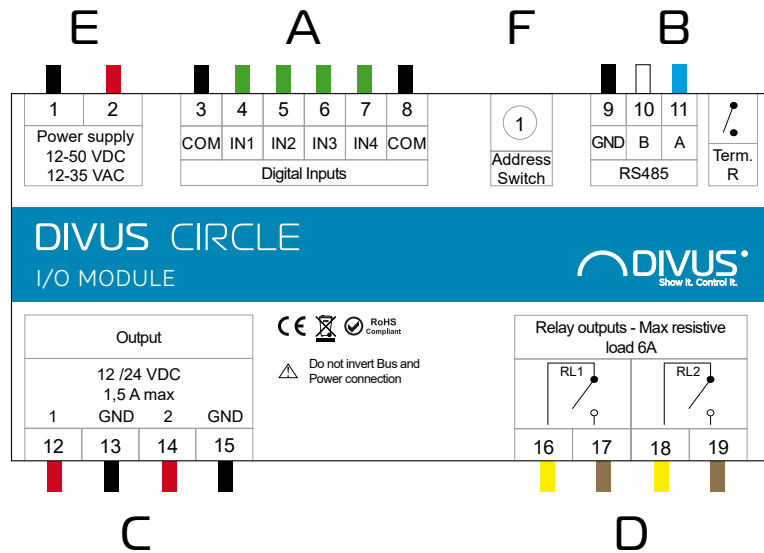 E A F B
1 2 3 4 5 6 7 8 1 9 10 11
COM IN1 IN2 IN3 IN4 COM GND B A
Power supply
12-50 VDC
12-35 VAC
Digital Inputs
Address
Switch
RS485
Term.
R
DIVUS CIRCLE
I/O MODULE
DIVUS
Show It. Control It.
Output
12 /24 VDC
1,5 A max
1 GND 2 GND
12 13 14 15
CE RoHS
Compliant
Do not invert Bus and
Power connection
Relay outputs - Max resistive
load 6A
RL1 RL2
16 17 18 19
C D